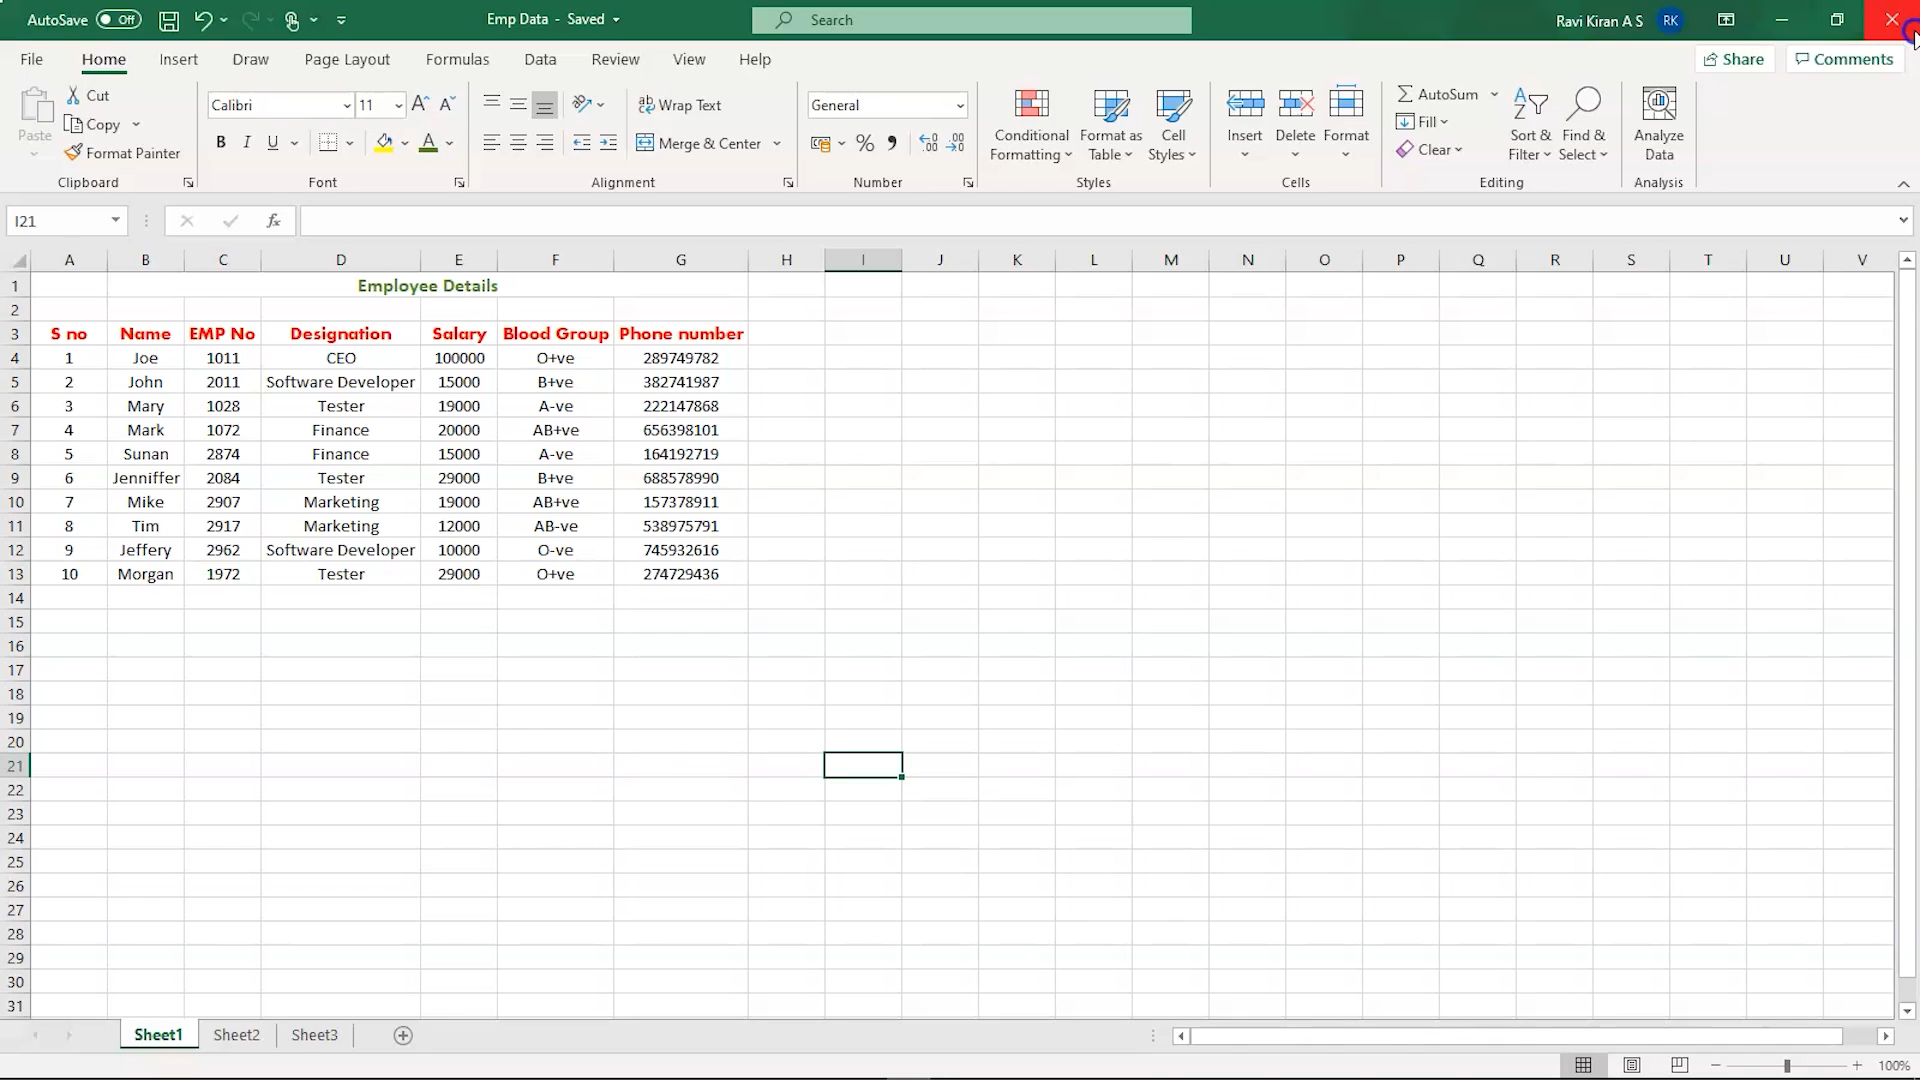 AutoSave Off Emp Data - Saved Search Ravi Kiran A S RK
File Home Insert Draw Page Layout Formulas Data Review View Help Share Comments
Paste Cut Copy Format Painter Clipboard
Calibri 11 B I U A Font
ab Wrap Text Merge & Center Alignment
General % Number
Conditional Formatting Format as Table Cell Styles Styles
Insert Delete Format Cells
AutoSum Fill Clear Sort & Filter Find & Select Editing
Analyze Data Analysis
I21 fx
A B C D E F G H I J K L M N O P Q R S T U V
1 Employee Details
2
3 S no Name EMP No Designation Salary Blood Group Phone number
4 1 Joe 1011 CEO 100000 O+ve 289749782
5 2 John 2011 Software Developer 15000 B+ve 382741987
6 3 Mary 1028 Tester 19000 A-ve 222147868
7 4 Mark 1072 Finance 20000 AB+ve 656398101
8 5 Sunan 2874 Finance 15000 A-ve 164192719
9 6 Jenniffer 2084 Tester 29000 B+ve 688578990
10 7 Mike 2907 Marketing 19000 AB+ve 157378911
11 8 Tim 2917 Marketing 12000 AB-ve 538975791
12 9 Jeffery 2962 Software Developer 10000 O-ve 745932616
13 10 Morgan 1972 Tester 29000 O+ve 274729436
14
15
16
17
18
19
20
21
22
23
24
25
26
27
28
29
30
31
Sheet1 Sheet2 Sheet3
100%